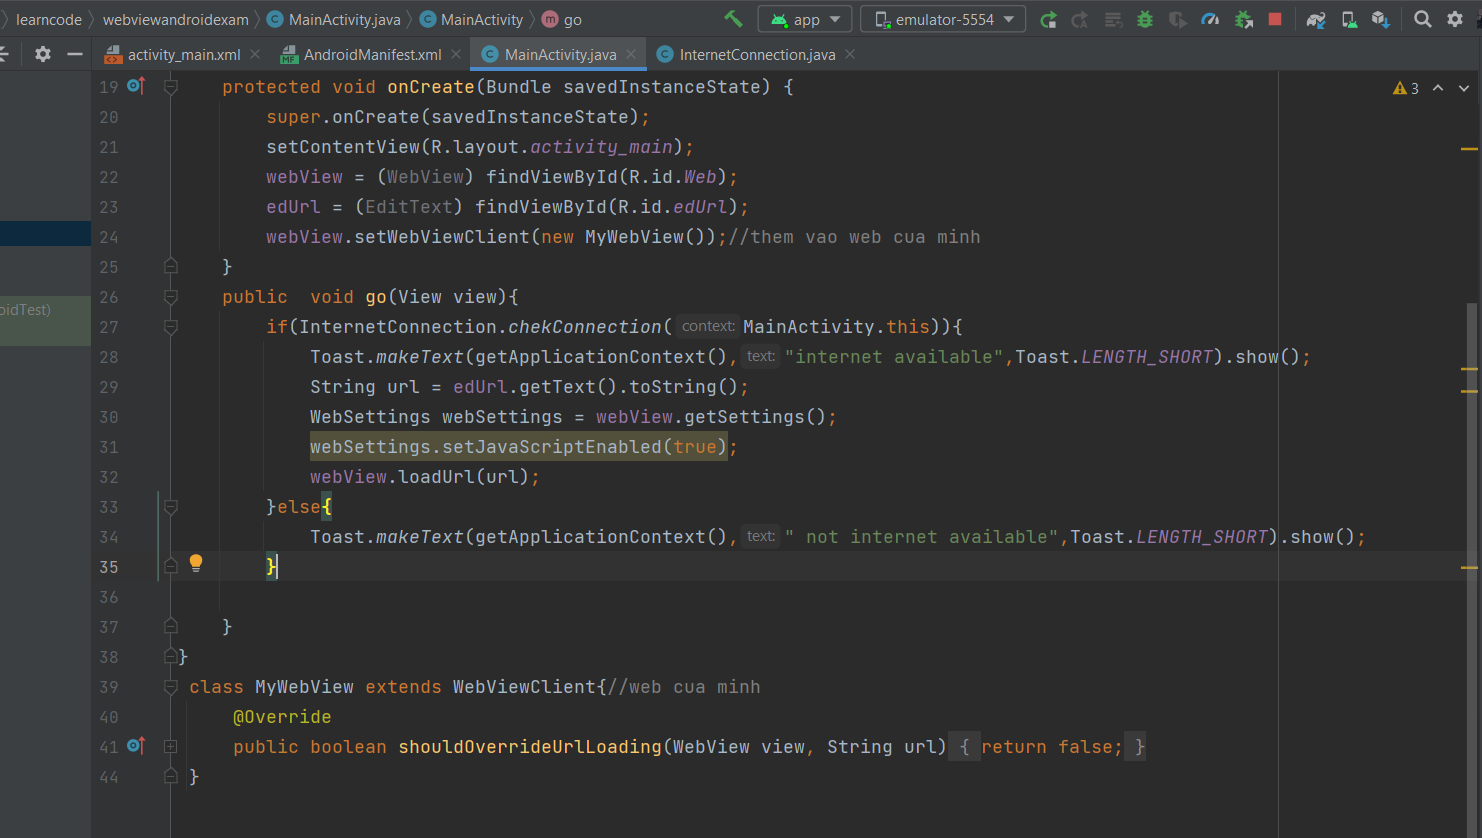 learncode webviewandroidexam MainActivity.java MainActivity go app emulator-5554
activity_main.xml AndroidManifest.xml MainActivity.java InternetConnection.java
19 protected void onCreate(Bundle savedInstanceState) { 3
20 super.onCreate(savedInstanceState);
21 setContentView(R.layout.activity_main);
22 webView = (WebView) findViewById(R.id.Web);
23 edUrl = (EditText) findViewById(R.id.edUrl);
24 webView.setWebViewClient(new MyWebView());//them vao web cua minh
25 }
26 public  void go(View view){
27 if(InternetConnection.chekConnection( context: MainActivity.this)){
28 Toast.makeText(getApplicationContext(), text: "internet available",Toast.LENGTH_SHORT).show();
29 String url = edUrl.getText().toString();
30 WebSettings webSettings = webView.getSettings();
31 webSettings.setJavaScriptEnabled(true);
32 webView.loadUrl(url);
33 }else{
34 Toast.makeText(getApplicationContext(), text: " not internet available",Toast.LENGTH_SHORT).show();
35 }
36
37 }
38 }
39 class MyWebView extends WebViewClient{//web cua minh
40 @Override
41 public boolean shouldOverrideUrlLoading(WebView view, String url) { return false; }
44 }